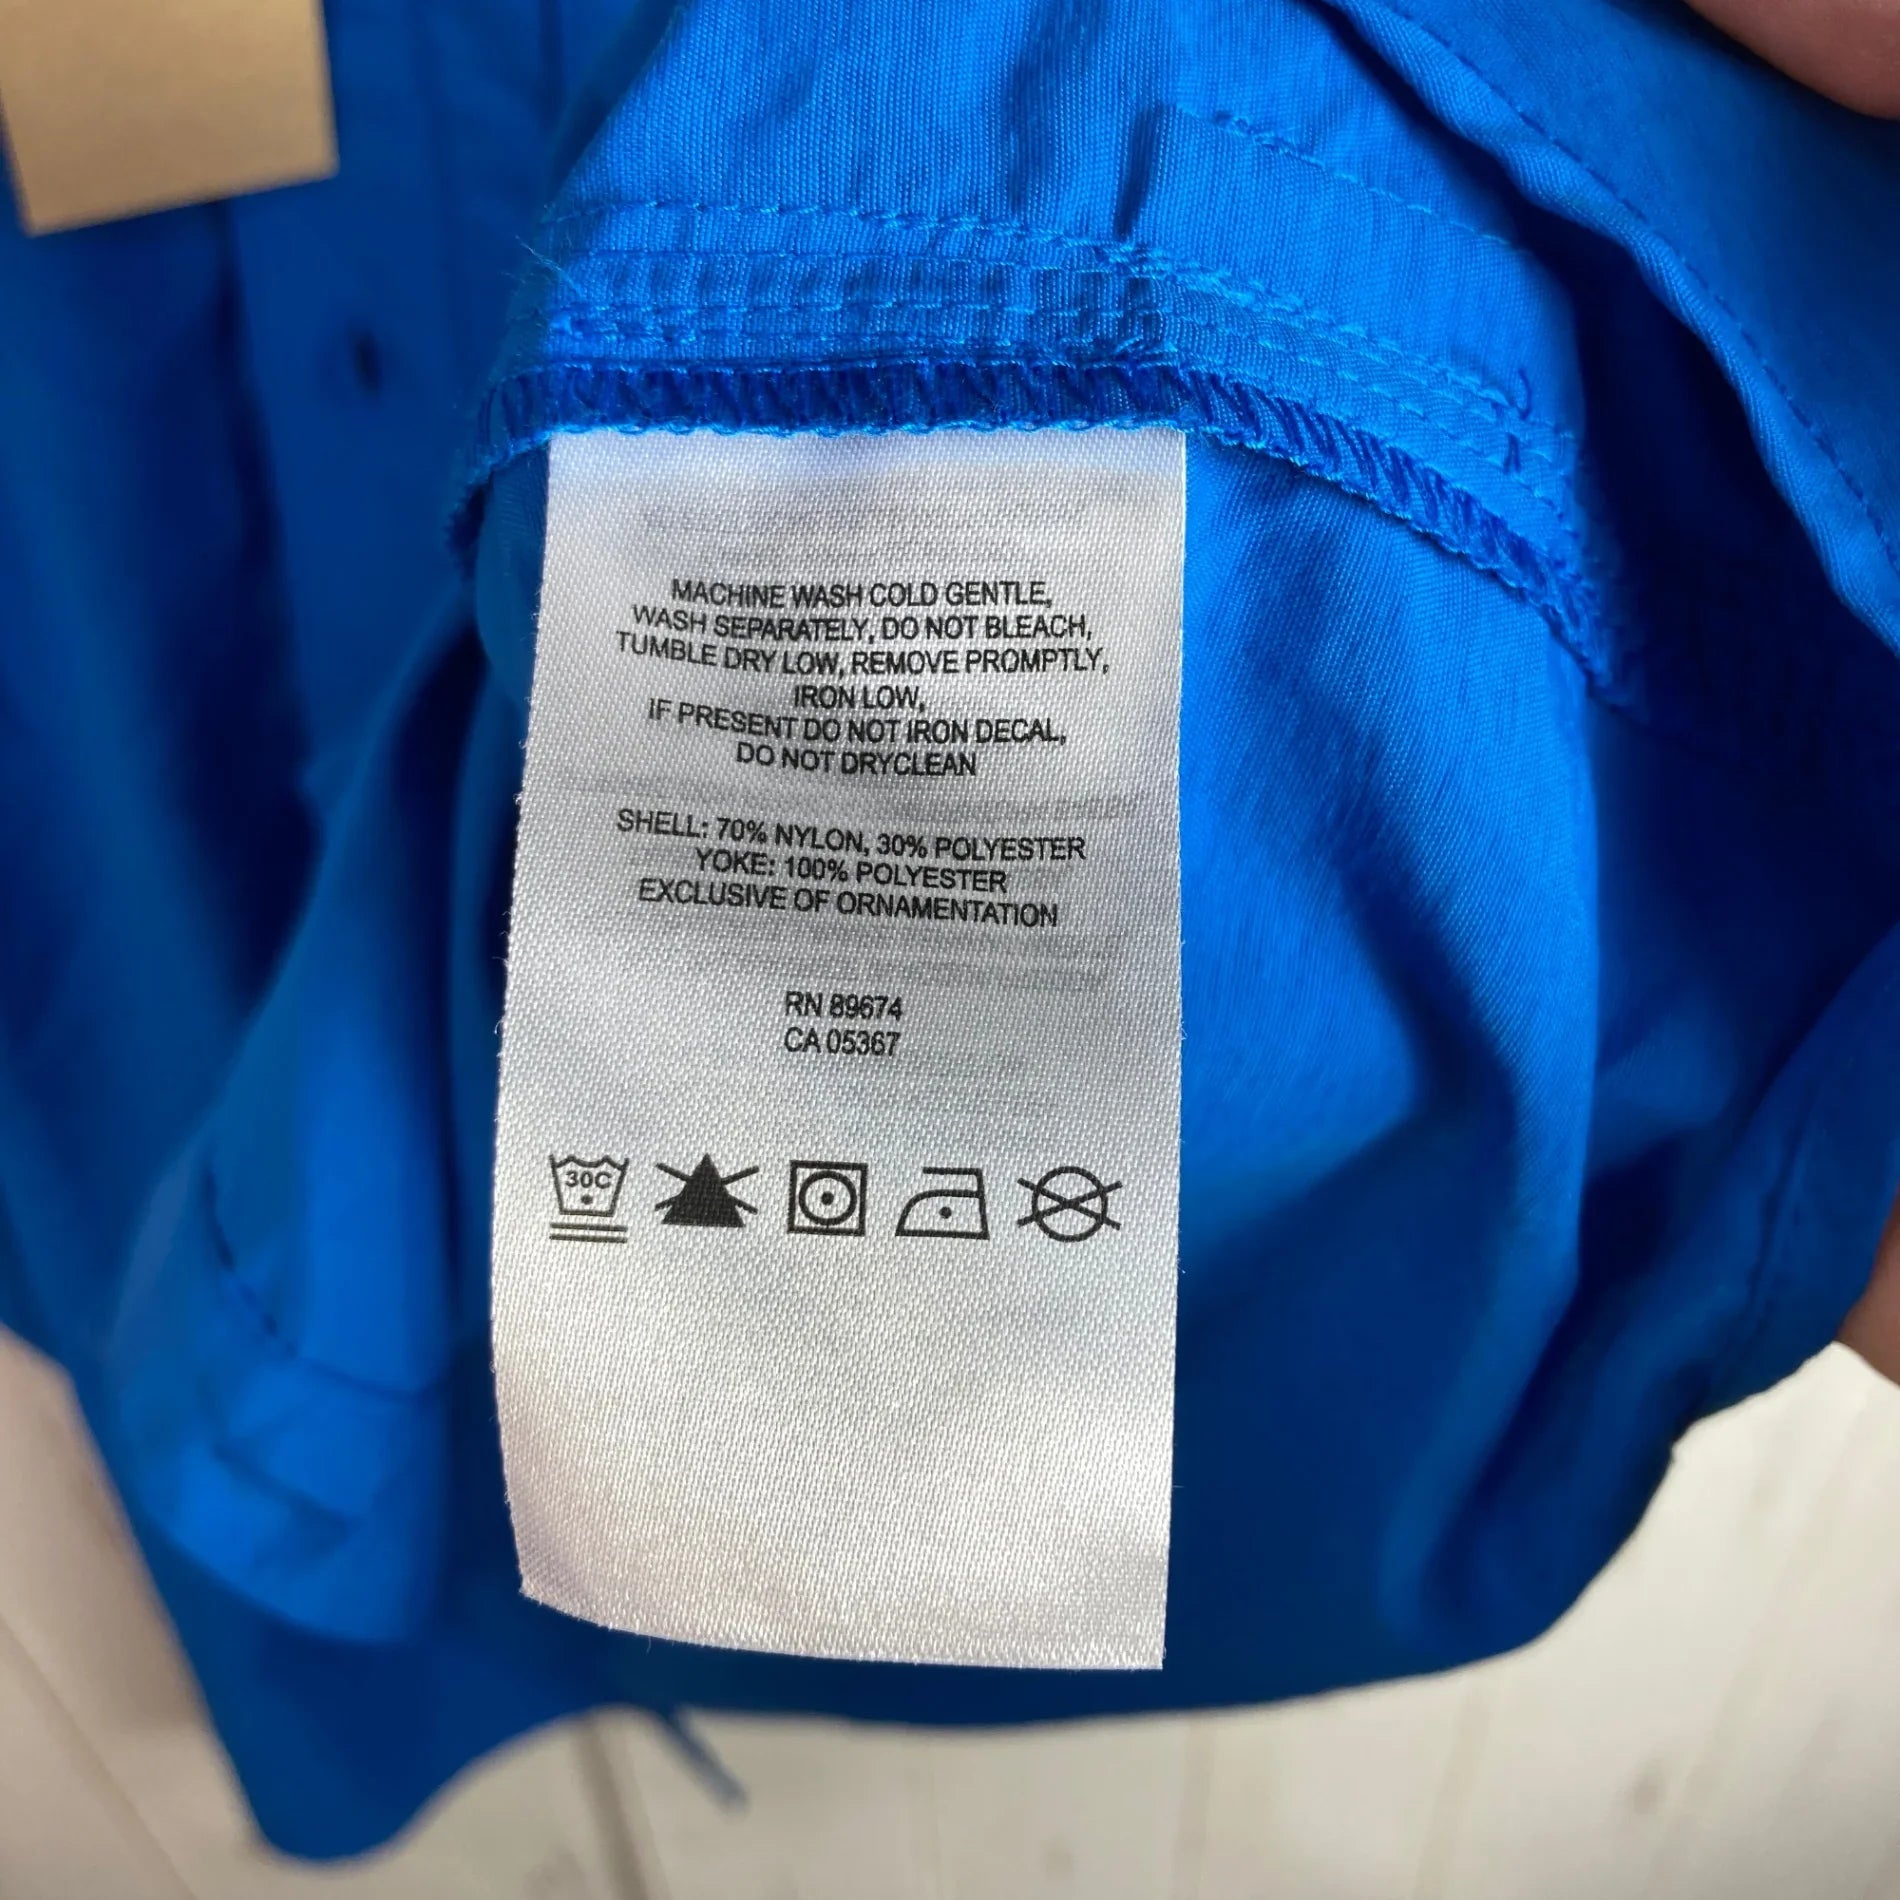 MACHINE WASH COLD GENTLE,
WASH SEPARATELY, DO NOT BLEACH,
TUMBLE DRY LOW, REMOVE PROMPTLY,
IRON LOW,
IF PRESENT DO NOT IRON DECAL,
DO NOT DRYCLEAN
SHELL: 70% NYLON, 30% POLYESTER
YOKE: 100% POLYESTER
EXCLUSIVE OF ORNAMENTATION
RN 89674
CA 05367
30C